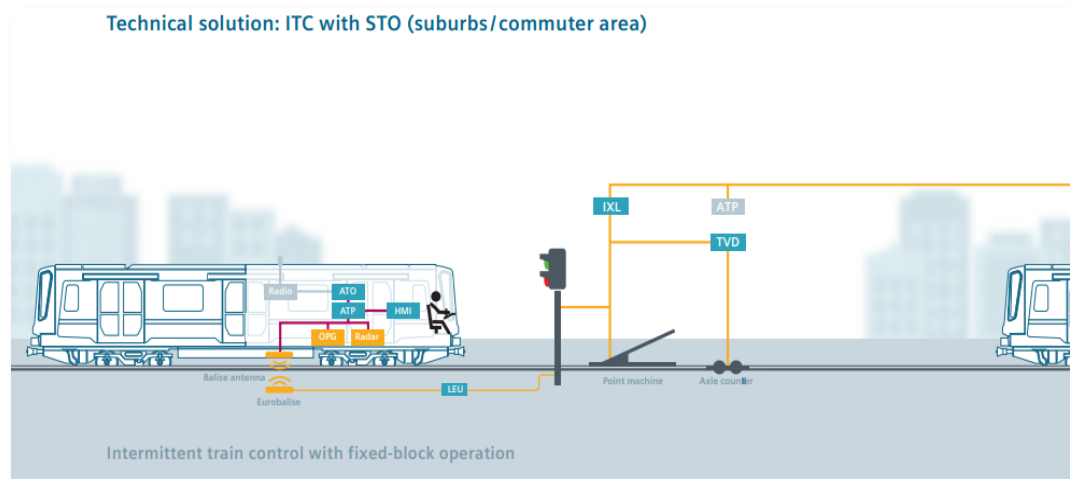 Technical solution: ITC with STO (suburbs/commuter area)
IXL
ATP
TVD
Radio
ATO
ATP
HMI
OPG
Radar
Balise antenna
Eurobalise
LEU
Point machine
Axle counter
Intermittent train control with fixed-block operation